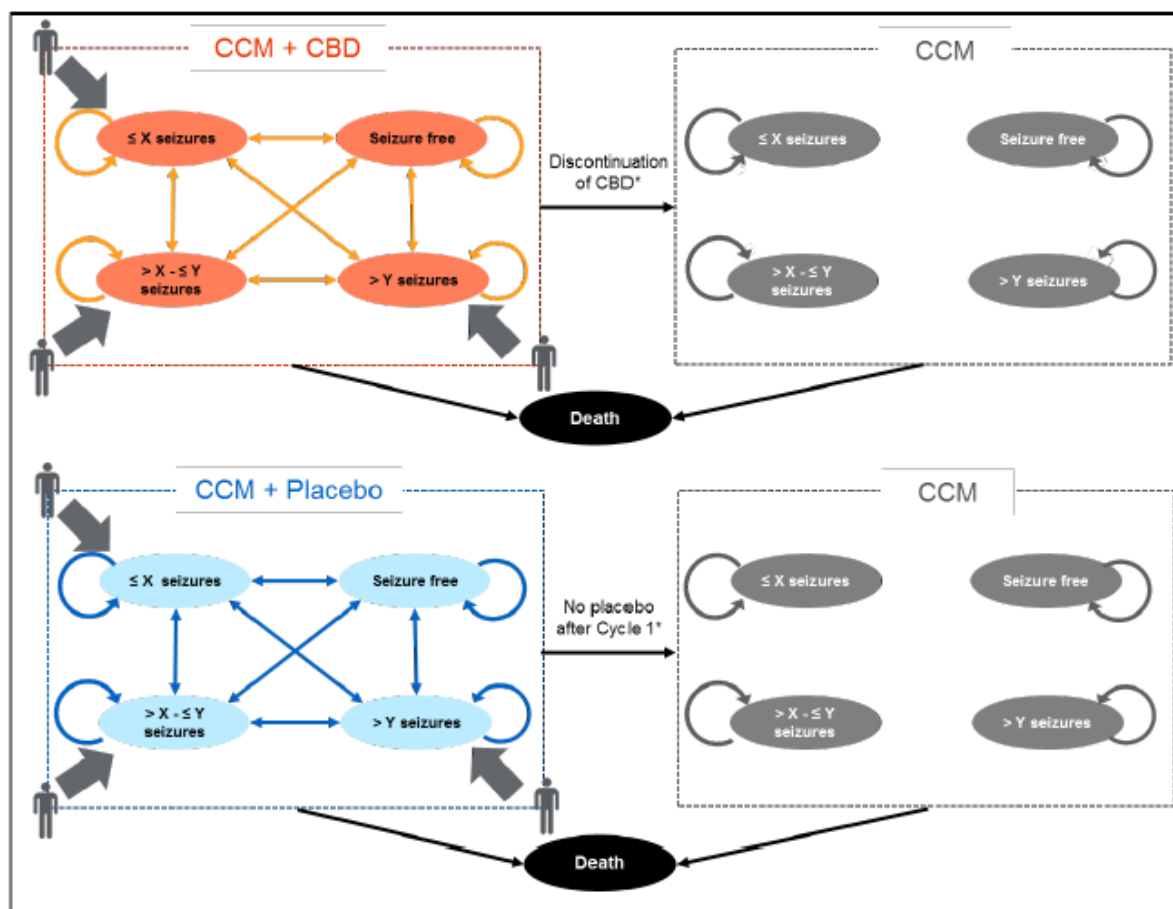 CCM + CBD
CCM
≤ X seizures
Seizure free
> X - ≤ Y
seizures
> Y seizures
Discontinuation
of CBD*
≤ X seizures
Seizure free
> X - ≤ Y
seizures
> Y seizures
Death
CCM + Placebo
CCM
≤ X seizures
Seizure free
> X - ≤ Y
seizures
> Y seizures
No placebo
after Cycle 1*
≤ X seizures
Seizure free
> X - ≤ Y
seizures
> Y seizures
Death